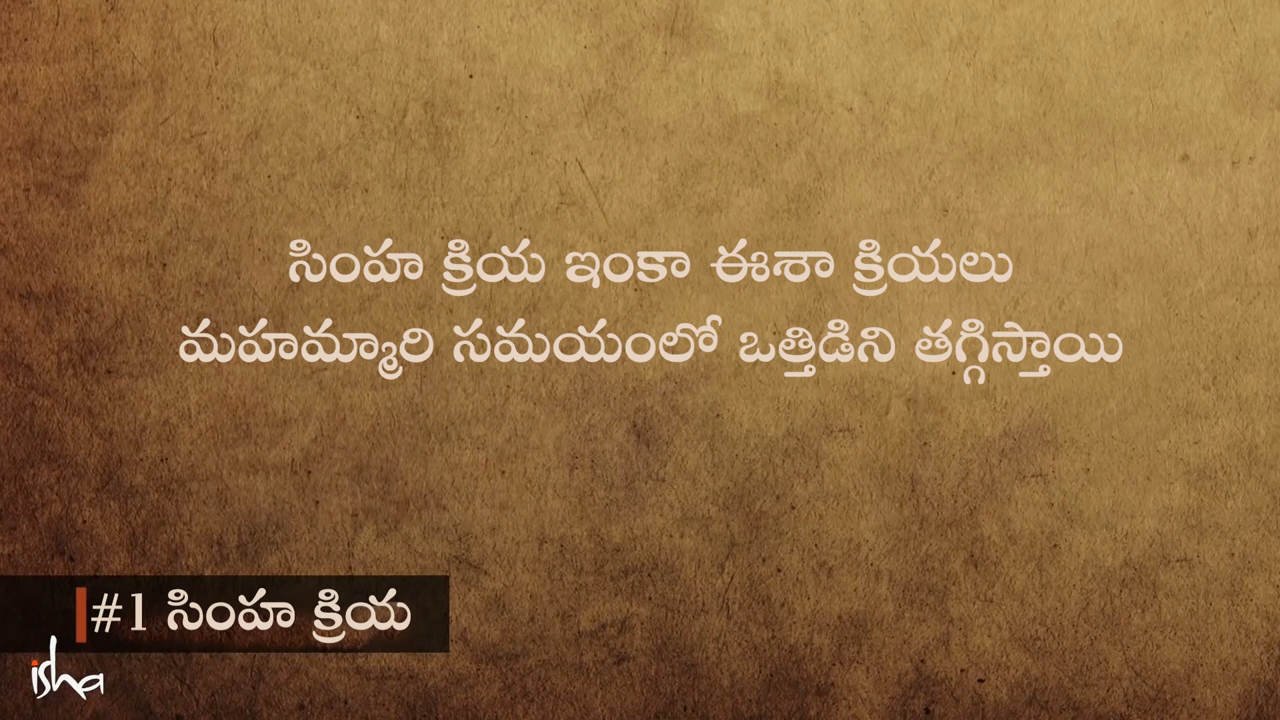 సింహ క్రియ ఇంకా ఈశా క్రియలు
మహమ్మారి సమయంలో ఒత్తిడిని తగ్గిస్తాయి
#1 సింహ క్రియ
isha